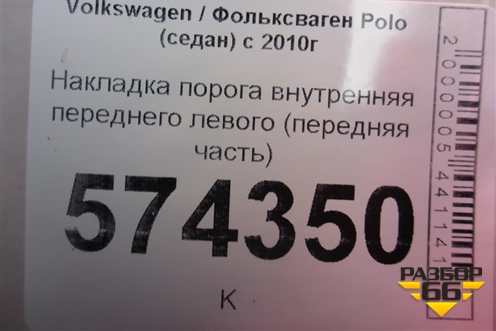 Volkswagen / Фольксваген Polo
(седан) с 2010г
Накладка порога внутренняя
переднего левого (передняя
часть)
574350
К
2000005441141
РАЗБОР
66